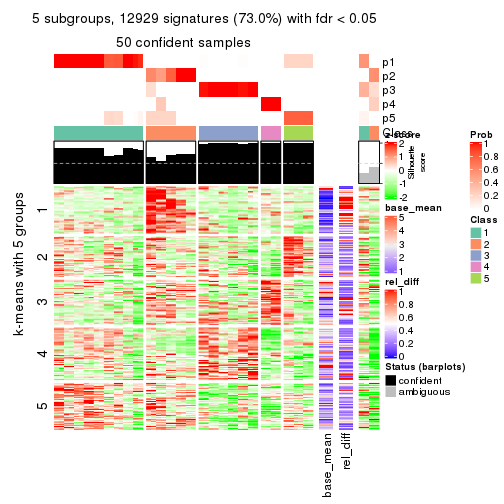 5 subgroups, 12929 signatures (73.0%) with fdr < 0.05
50 confident samples
p1
p2
p3
p4
p5
Class
Silhouette
score
z-score
2
1
0
-1
-2
base_mean
5
4
3
2
1
rel_diff
1
0.8
0.6
0.4
0.2
0
Status (barplots)
confident
ambiguous
Prob
1
0.8
0.6
0.4
0.2
0
Class
1
2
3
4
5
k-means with 5 groups
1
2
3
4
5
base_mean
rel_diff